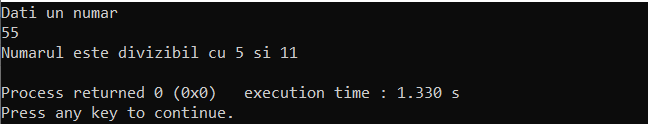 Dati un numar
55
Numarul este divizibil cu 5 si 11
Process returned 0 (0x0)   execution time : 1.330 s
Press any key to continue.